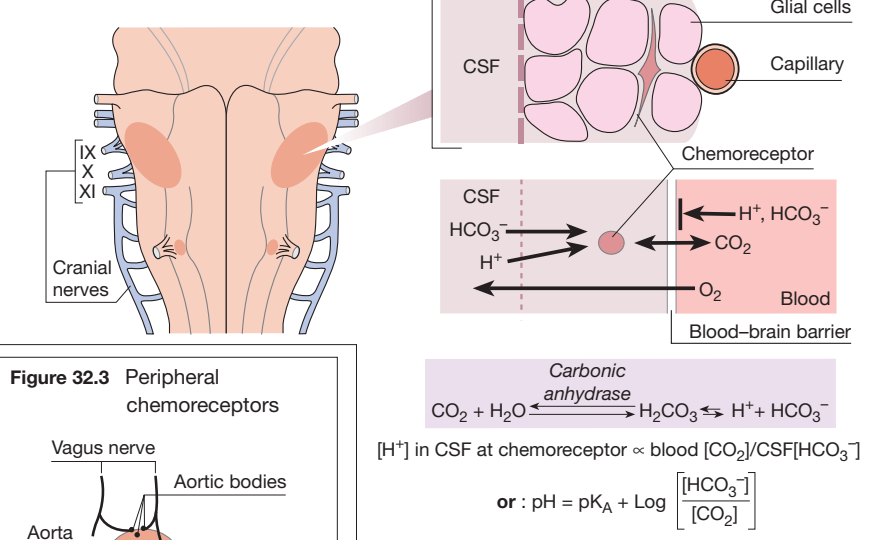 Glial cells
CSF
Capillary
Chemoreceptor
IX
X
XI
Cranial
nerves
CSF
HCO₃⁻
H⁺
H⁺, HCO₃⁻
CO₂
O₂
Blood
Blood–brain barrier
Carbonic
anhydrase
CO₂ + H₂O ⇌ H₂CO₃ ⇌ H⁺ + HCO₃⁻
[H⁺] in CSF at chemoreceptor ∝ blood [CO₂]/CSF[HCO₃⁻]
or : pH = pKA + Log [[HCO₃⁻]/[CO₂]]
Figure 32.3 Peripheral
chemoreceptors
Vagus nerve
Aortic bodies
Aorta